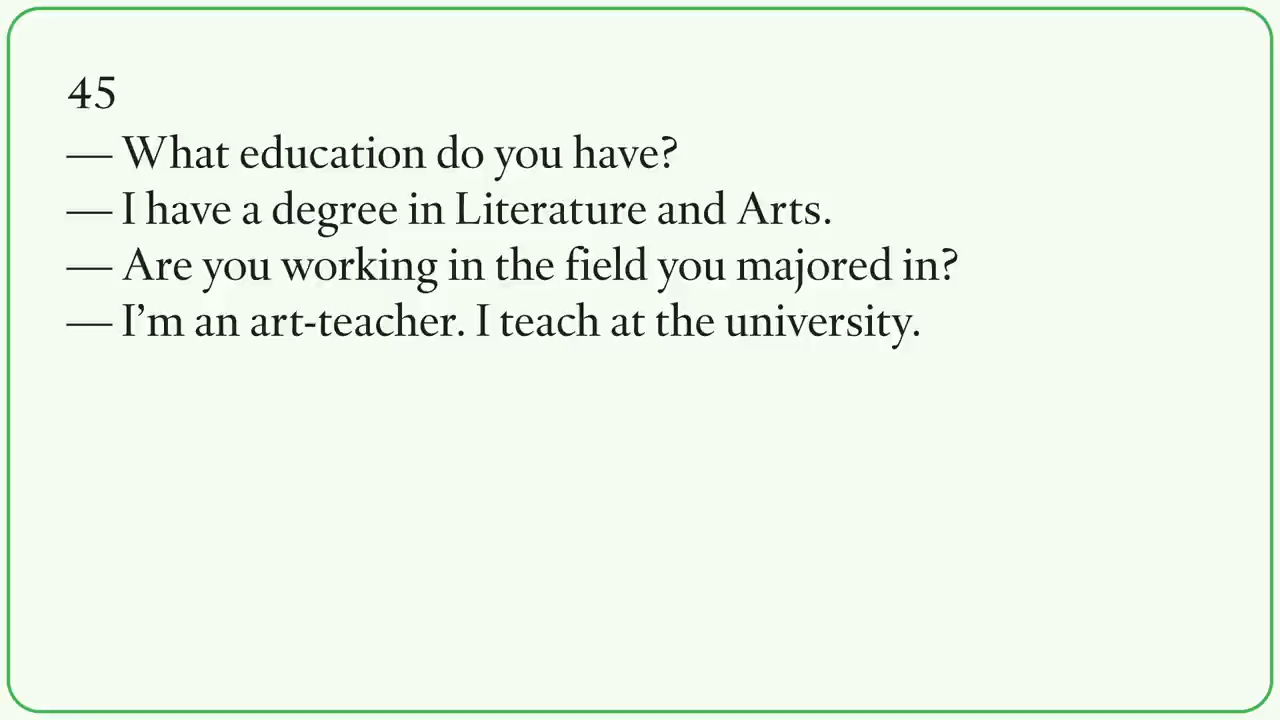 45
— What education do you have?
— I have a degree in Literature and Arts.
— Are you working in the field you majored in?
— I’m an art-teacher. I teach at the university.